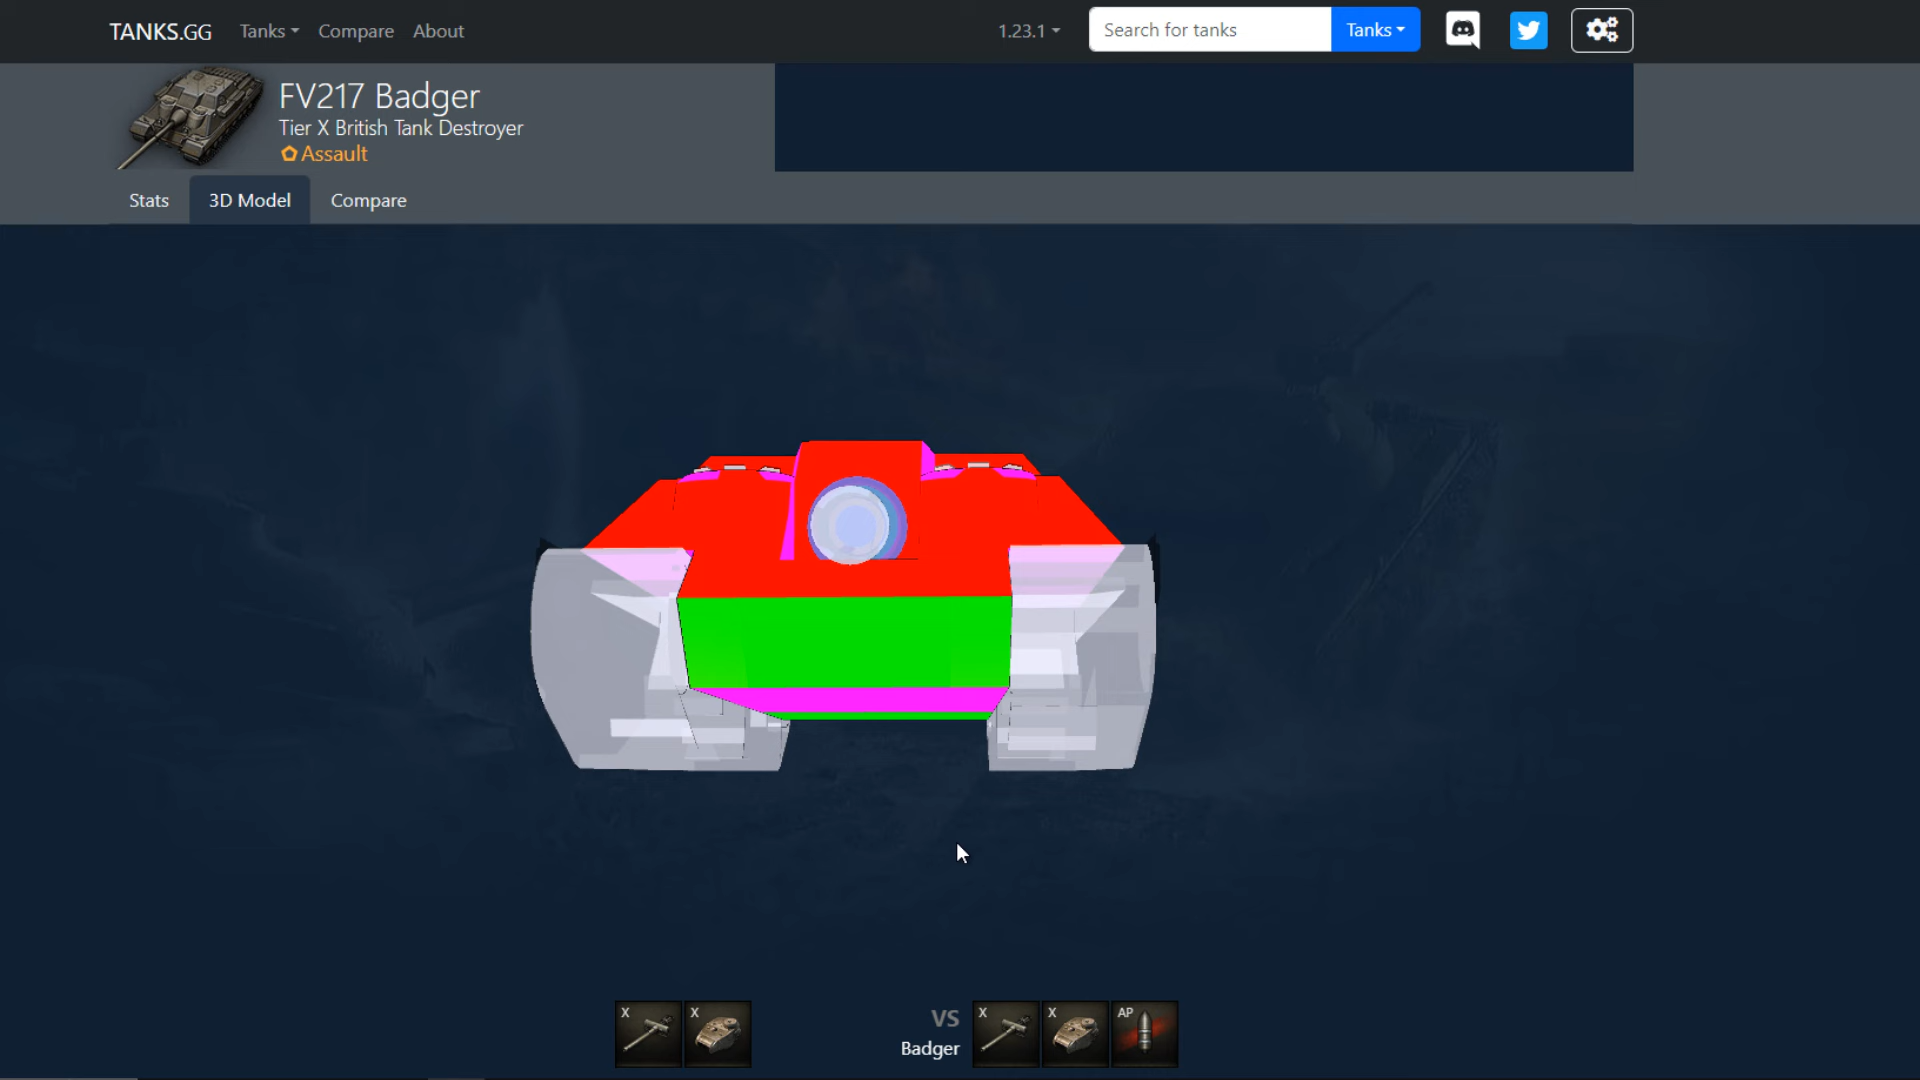 TANKS.GG Tanks Compare About 1.23.1 Search for tanks Tanks
FV217 Badger
Tier X British Tank Destroyer
Assault
Stats 3D Model Compare
X X VS X X AP
Badger